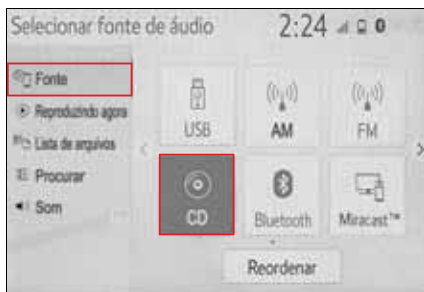 Selecionar fonte de áudio 2:24
Fonte
Reproduzindo agora
Lista de arquivos
Procurar
Som
USB AM FM
CD Bluetooth Miracast™
Reordenar